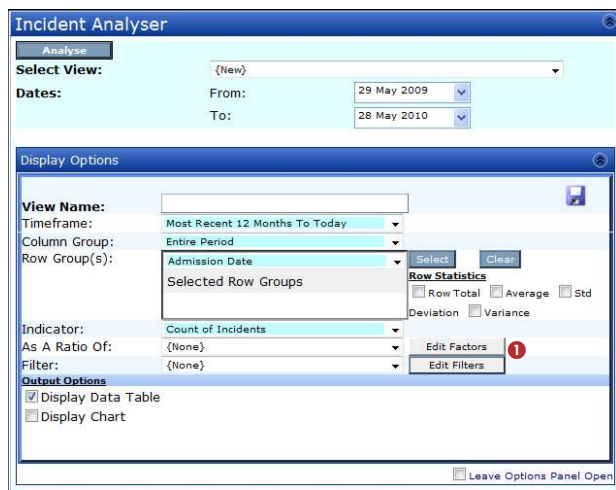 Incident Analyser
Analyse
Select View: {New}
Dates: From: 29 May 2009
To: 28 May 2010
Display Options
View Name:
Timeframe: Most Recent 12 Months To Today
Column Group: Entire Period
Row Group(s): Admission Date Select Clear
Selected Row Groups
Row Statistics
Row Total Average Std
Deviation Variance
Indicator: Count of Incidents
As A Ratio Of: {None} Edit Factors 1
Filter: {None} Edit Filters
Output Options
Display Data Table
Display Chart
Leave Options Panel Open